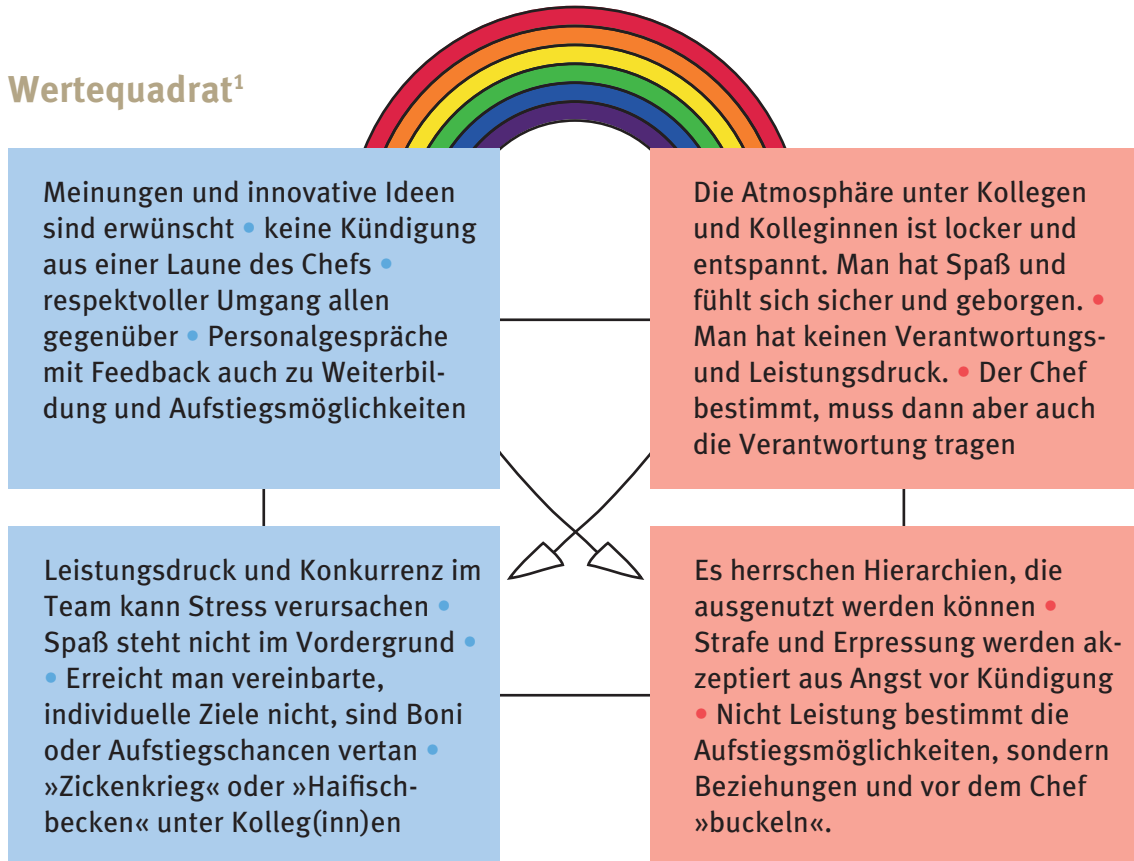 Wertequadrat¹
Meinungen und innovative Ideen
sind erwünscht • keine Kündigung
aus einer Laune des Chefs •
respektvoller Umgang allen
gegenüber • Personalgespräche
mit Feedback auch zu Weiterbil-
dung und Aufstiegsmöglichkeiten
Die Atmosphäre unter Kollegen
und Kolleginnen ist locker und
entspannt. Man hat Spaß und
fühlt sich sicher und geborgen. •
Man hat keinen Verantwortungs-
und Leistungsdruck. • Der Chef
bestimmt, muss dann aber auch
die Verantwortung tragen
Leistungsdruck und Konkurrenz im
Team kann Stress verursachen •
Spaß steht nicht im Vordergrund •
• Erreicht man vereinbarte,
individuelle Ziele nicht, sind Boni
oder Aufstiegschancen vertan •
»Zickenkrieg« oder »Haifisch-
becken« unter Kolleg(inn)en
Es herrschen Hierarchien, die
ausgenutzt werden können •
Strafe und Erpressung werden ak-
zeptiert aus Angst vor Kündigung
• Nicht Leistung bestimmt die
Aufstiegsmöglichkeiten, sondern
Beziehungen und vor dem Chef
»buckeln«.